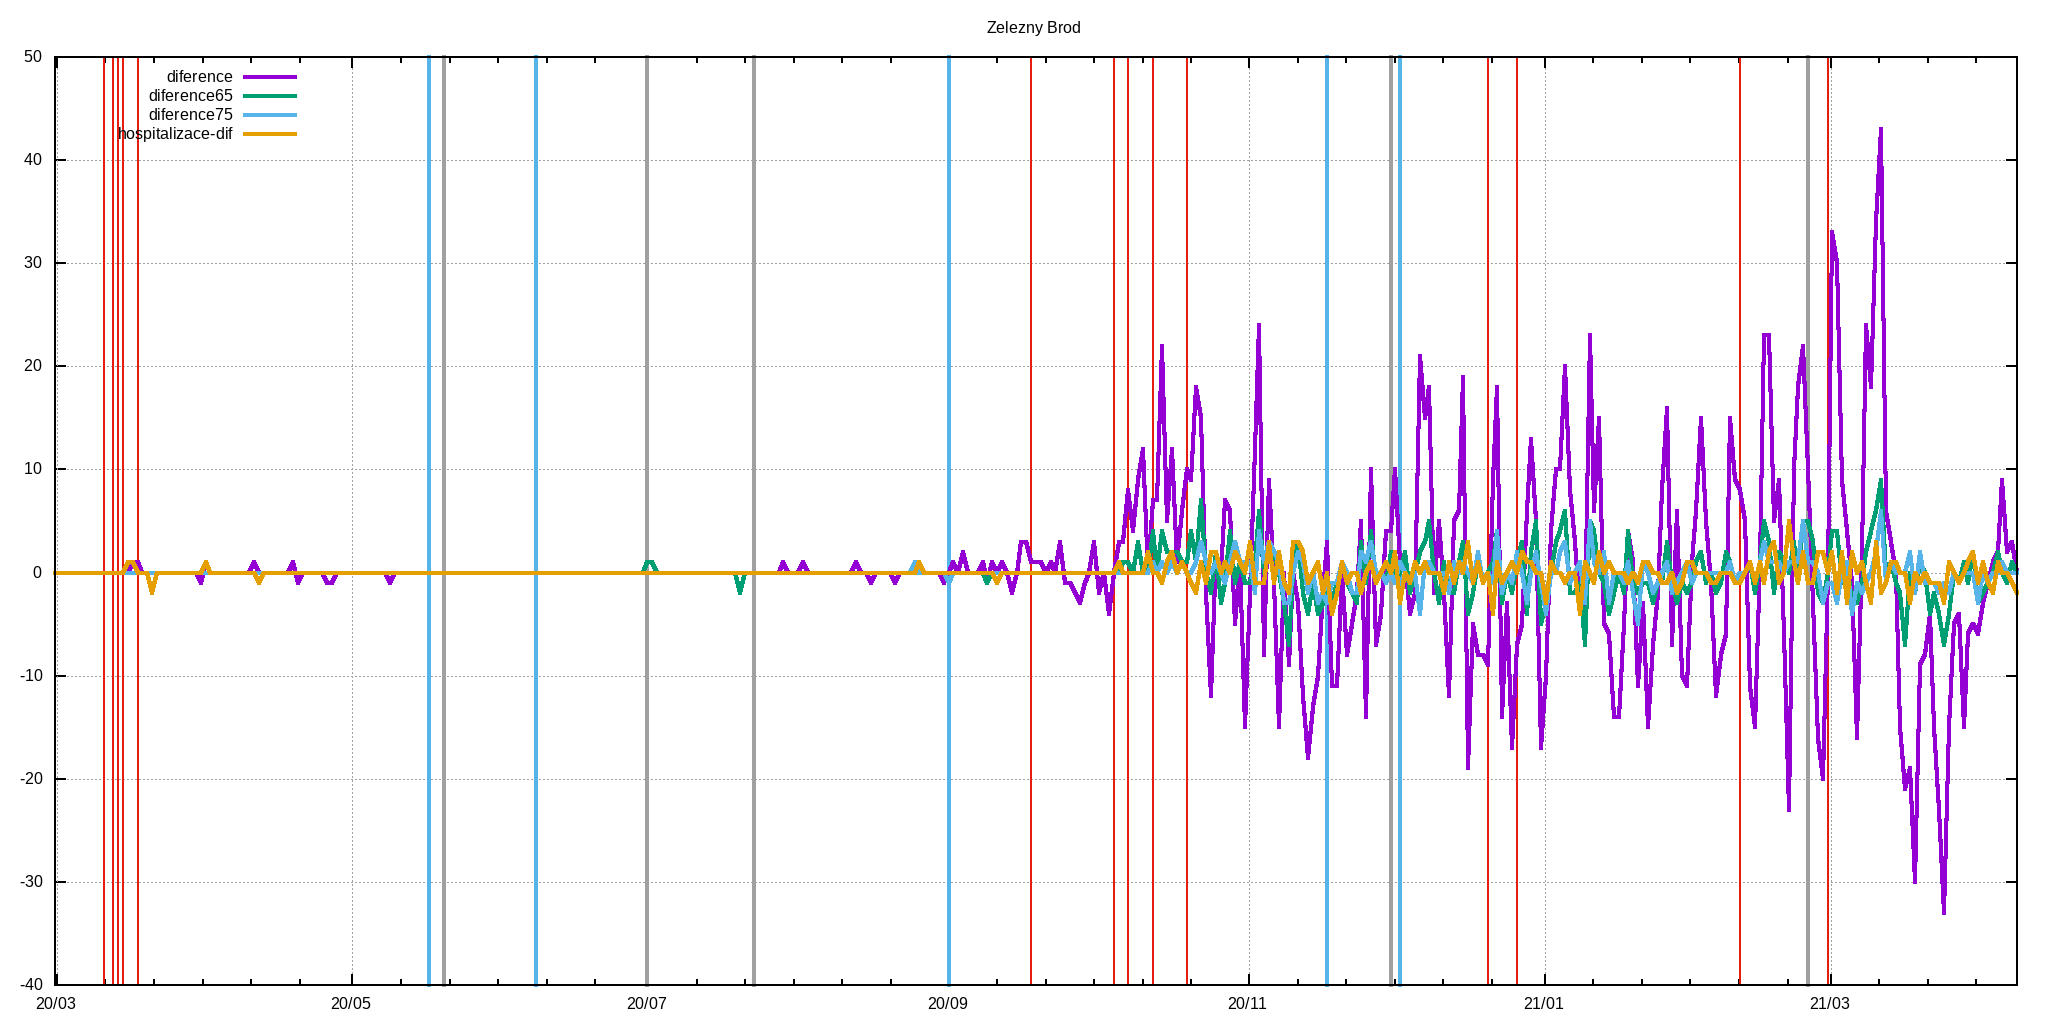 Zelezny Brod
50
40
30
20
10
0
-10
-20
-30
-40
diference
diference65
diference75
hospitalizace-dif
20/03 20/05 20/07 20/09 20/11 21/01 21/03